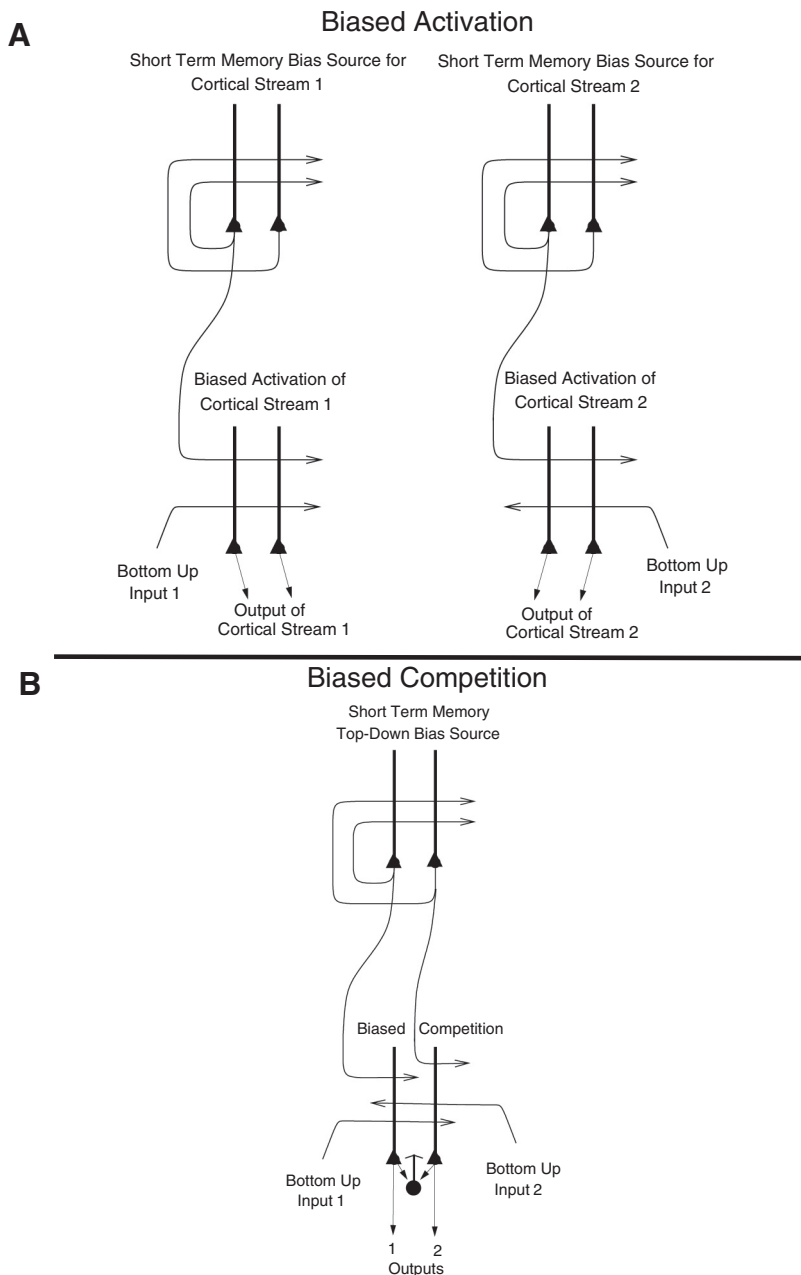 A
Biased Activation
Short Term Memory Bias Source for
Cortical Stream 1
Short Term Memory Bias Source for
Cortical Stream 2
Biased Activation of
Cortical Stream 1
Biased Activation of
Cortical Stream 2
Bottom Up
Input 1
Output of
Cortical Stream 1
Output of
Cortical Stream 2
Bottom Up
Input 2
B
Biased Competition
Short Term Memory
Top-Down Bias Source
Biased Competition
Bottom Up
Input 1
Bottom Up
Input 2
1 2
Outputs